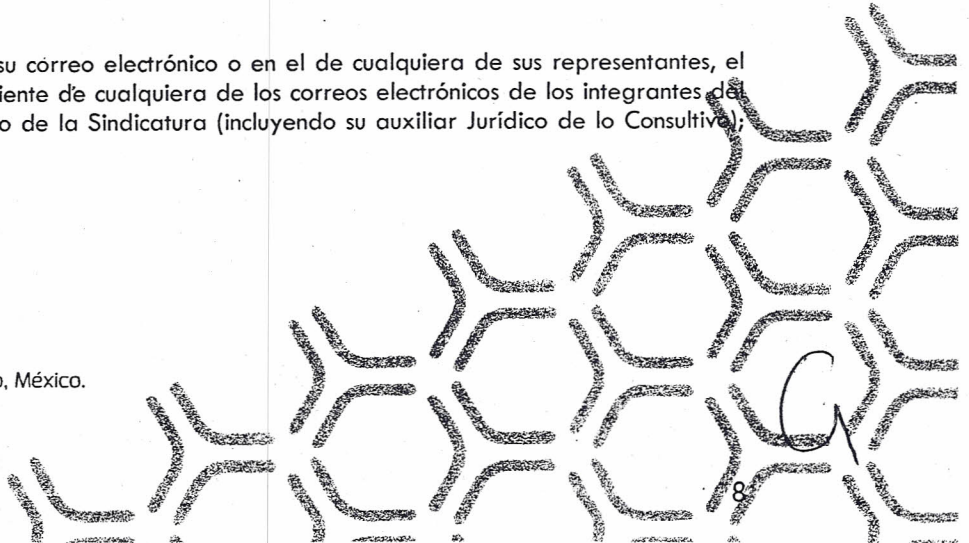 su correo electrónico o en el de cualquiera de sus representantes, el
iente de cualquiera de los correos electrónicos de los integrantes del
o de la Sindicatura (incluyendo su auxiliar Jurídico de lo Consultivo);
o, México.
8